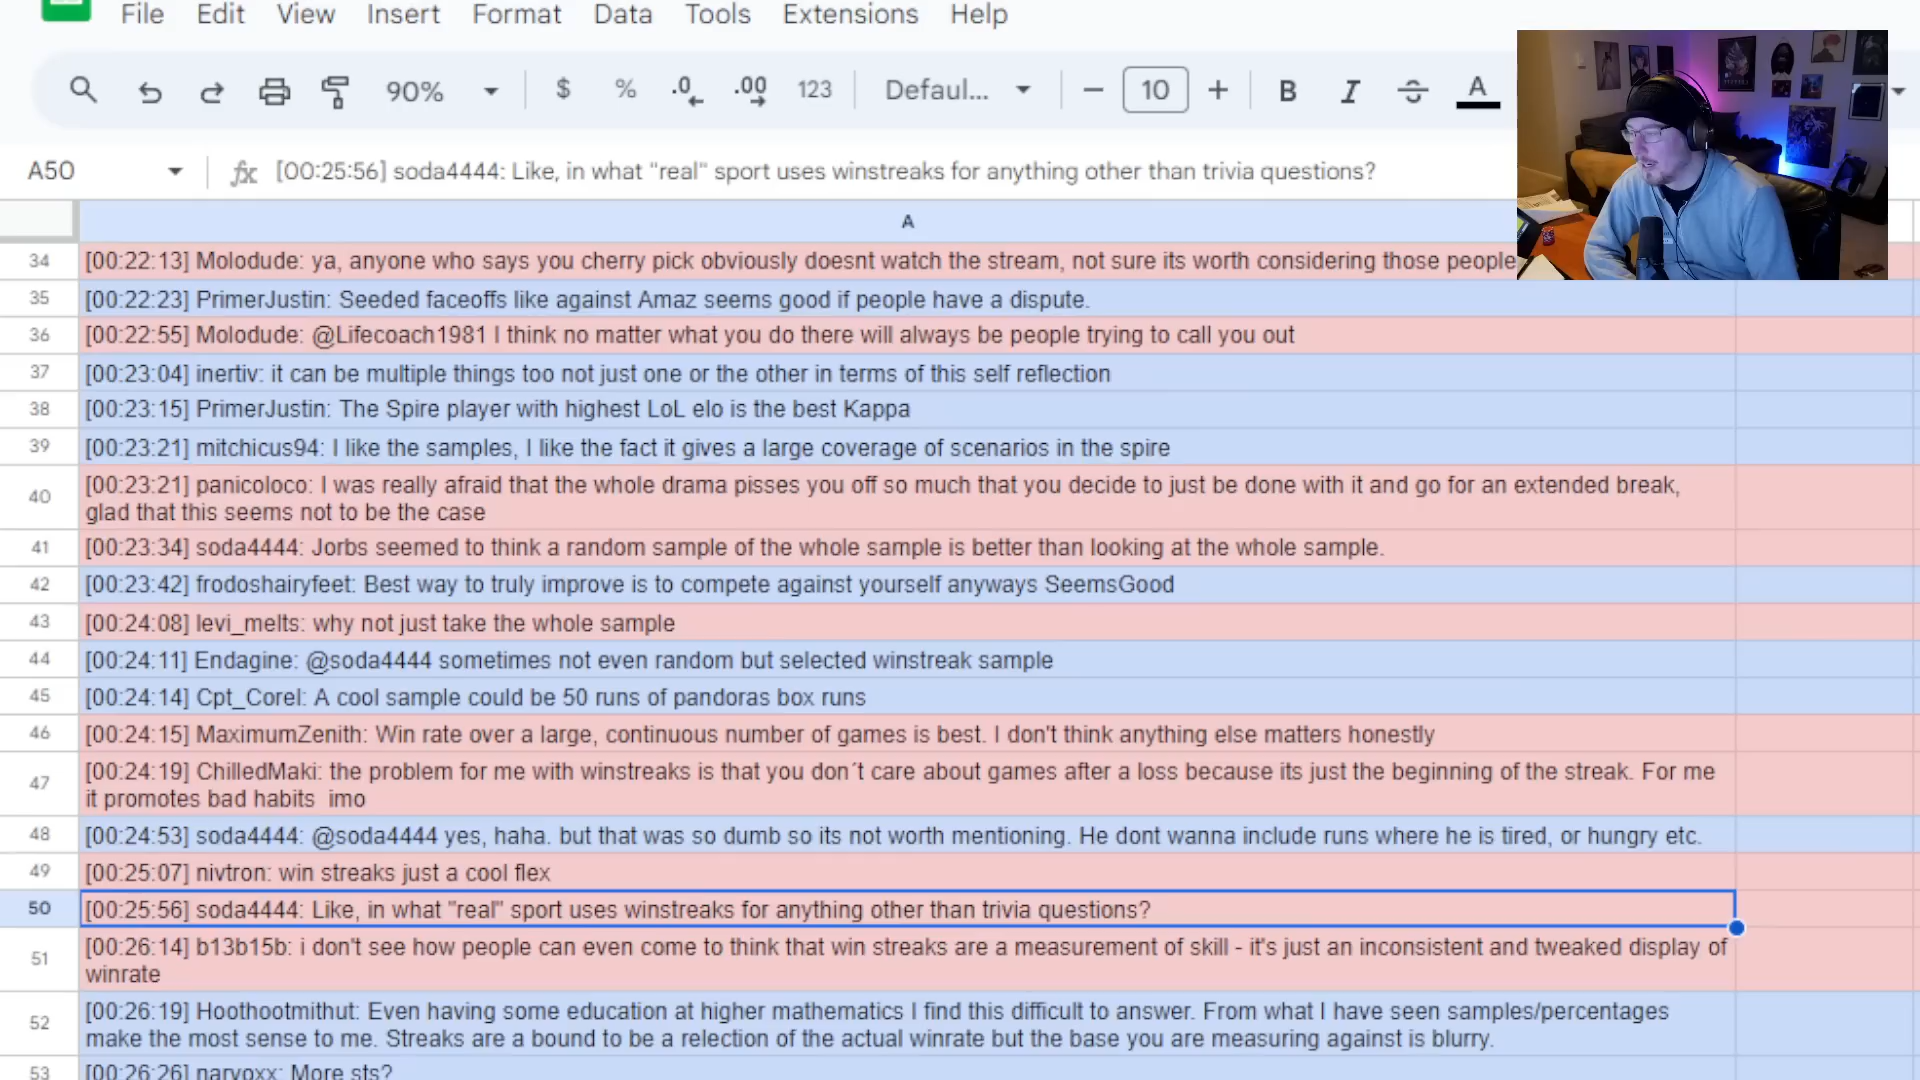 File Edit View Insert Format Data Tools Extensions Help
90% $ % .0 .00 123 Defaul... − 10 + B I S A
A50 fx [00:25:56] soda4444: Like, in what "real" sport uses winstreaks for anything other than trivia questions?
A
34 [00:22:13] Molodude: ya, anyone who says you cherry pick obviously doesnt watch the stream, not sure its worth considering those people
35 [00:22:23] PrimerJustin: Seeded faceoffs like against Amaz seems good if people have a dispute.
36 [00:22:55] Molodude: @Lifecoach1981 I think no matter what you do there will always be people trying to call you out
37 [00:23:04] inertiv: it can be multiple things too not just one or the other in terms of this self reflection
38 [00:23:15] PrimerJustin: The Spire player with highest LoL elo is the best Kappa
39 [00:23:21] mitchicus94: I like the samples, I like the fact it gives a large coverage of scenarios in the spire
40 [00:23:21] panicoloco: I was really afraid that the whole drama pisses you off so much that you decide to just be done with it and go for an extended break,
glad that this seems not to be the case
41 [00:23:34] soda4444: Jorbs seemed to think a random sample of the whole sample is better than looking at the whole sample.
42 [00:23:42] frodoshairyfeet: Best way to truly improve is to compete against yourself anyways SeemsGood
43 [00:24:08] levi_melts: why not just take the whole sample
44 [00:24:11] Endagine: @soda4444 sometimes not even random but selected winstreak sample
45 [00:24:14] Cpt_Corel: A cool sample could be 50 runs of pandoras box runs
46 [00:24:15] MaximumZenith: Win rate over a large, continuous number of games is best. I don't think anything else matters honestly
47 [00:24:19] ChilledMaki: the problem for me with winstreaks is that you don´t care about games after a loss because its just the beginning of the streak. For me
it promotes bad habits  imo
48 [00:24:53] soda4444: @soda4444 yes, haha. but that was so dumb so its not worth mentioning. He dont wanna include runs where he is tired, or hungry etc.
49 [00:25:07] nivtron: win streaks just a cool flex
50 [00:25:56] soda4444: Like, in what "real" sport uses winstreaks for anything other than trivia questions?
51 [00:26:14] b13b15b: i don't see how people can even come to think that win streaks are a measurement of skill - it's just an inconsistent and tweaked display of
winrate
52 [00:26:19] Hoothootmithut: Even having some education at higher mathematics I find this difficult to answer. From what I have seen samples/percentages
make the most sense to me. Streaks are a bound to be a relection of the actual winrate but the base you are measuring against is blurry.
53 [00:26:26] naryoxx: More sts?